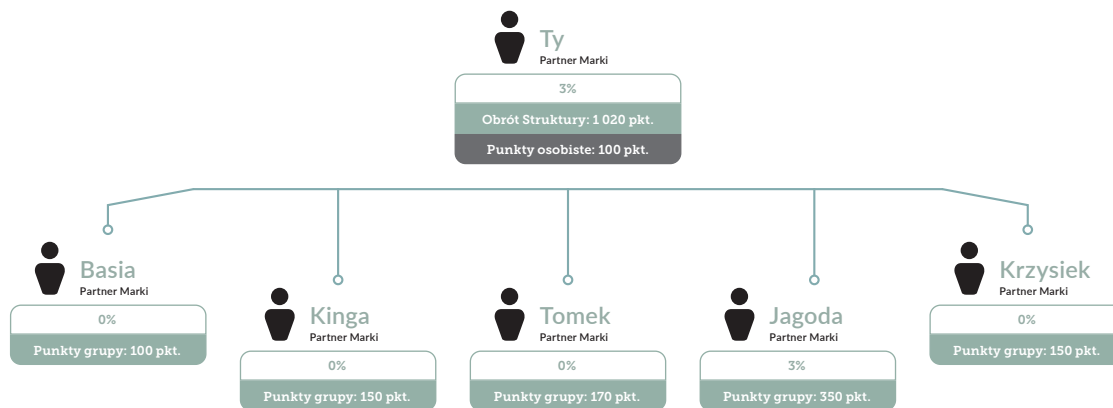 Ty
Partner Marki
3%
Obrót Struktury: 1 020 pkt.
Punkty osobiste: 100 pkt.
Basia
Partner Marki
0%
Punkty grupy: 100 pkt.
Kinga
Partner Marki
0%
Punkty grupy: 150 pkt.
Tomek
Partner Marki
0%
Punkty grupy: 170 pkt.
Jagoda
Partner Marki
3%
Punkty grupy: 350 pkt.
Krzysiek
Partner Marki
0%
Punkty grupy: 150 pkt.